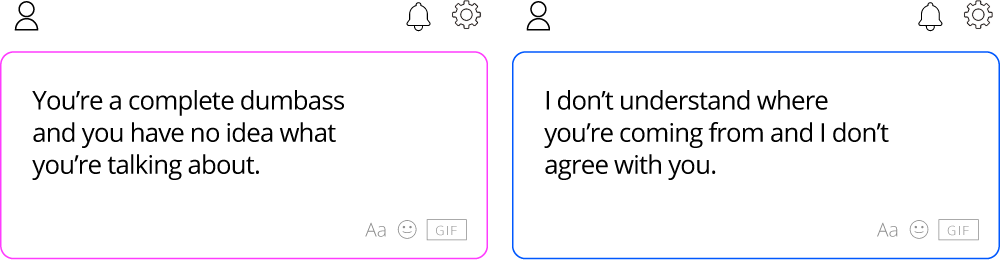 You’re a complete dumbass
and you have no idea what
you’re talking about.
Aa
GIF
I don’t understand where
you’re coming from and I don’t
agree with you.
Aa
GIF